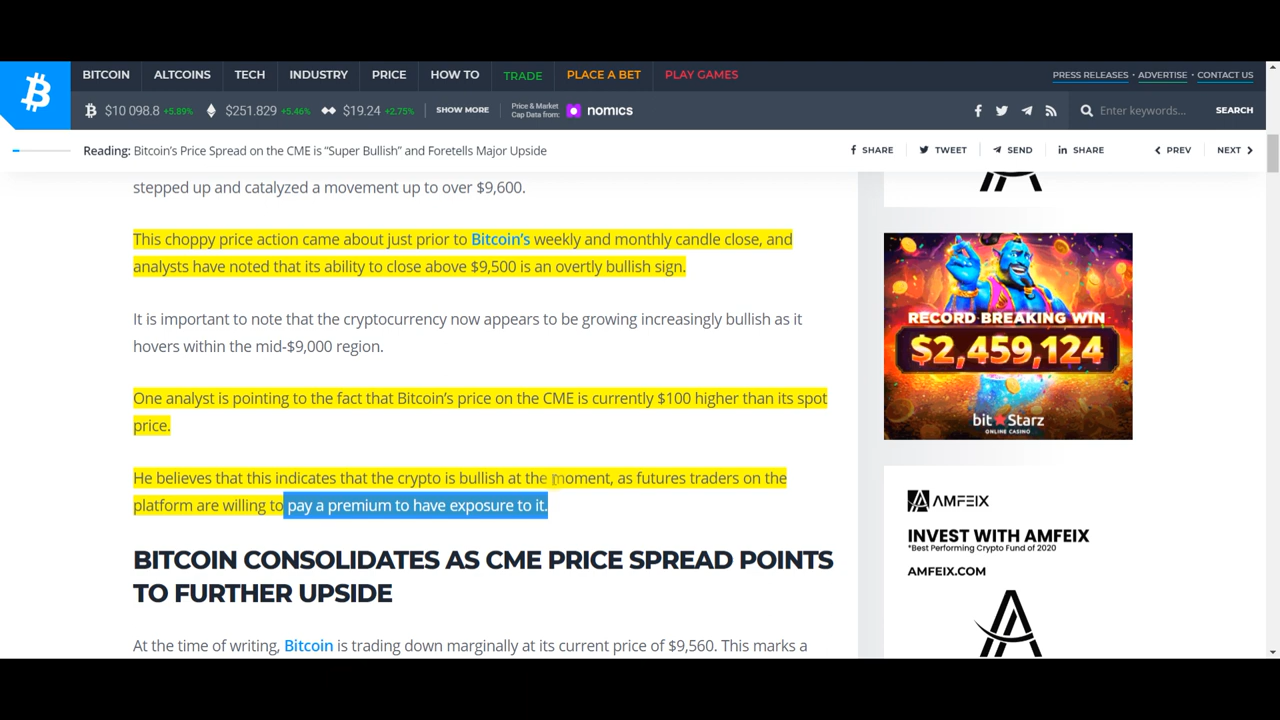 BITCOIN ALTCOINS TECH INDUSTRY PRICE HOW TO TRADE PLACE A BET PLAY GAMES PRESS RELEASES · ADVERTISE · CONTACT US
$10 098.8 +5.89% $251.829 +5.46% $19.24 +2.75% SHOW MORE Price & Market Cap Data from: nomics Enter keywords... SEARCH
Reading: Bitcoin's Price Spread on the CME is "Super Bullish" and Foretells Major Upside SHARE TWEET SEND SHARE PREV NEXT
stepped up and catalyzed a movement up to over $9,600.
This choppy price action came about just prior to Bitcoin's weekly and monthly candle close, and
analysts have noted that its ability to close above $9,500 is an overtly bullish sign.
It is important to note that the cryptocurrency now appears to be growing increasingly bullish as it
hovers within the mid-$9,000 region.
One analyst is pointing to the fact that Bitcoin's price on the CME is currently $100 higher than its spot
price.
He believes that this indicates that the crypto is bullish at the moment, as futures traders on the
platform are willing to pay a premium to have exposure to it.
BITCOIN CONSOLIDATES AS CME PRICE SPREAD POINTS
TO FURTHER UPSIDE
At the time of writing, Bitcoin is trading down marginally at its current price of $9,560. This marks a
RECORD BREAKING WIN
$2,459,124
bit★Starz
ONLINE CASINO
AMFEIX
INVEST WITH AMFEIX
*Best Performing Crypto Fund of 2020
AMFEIX.COM